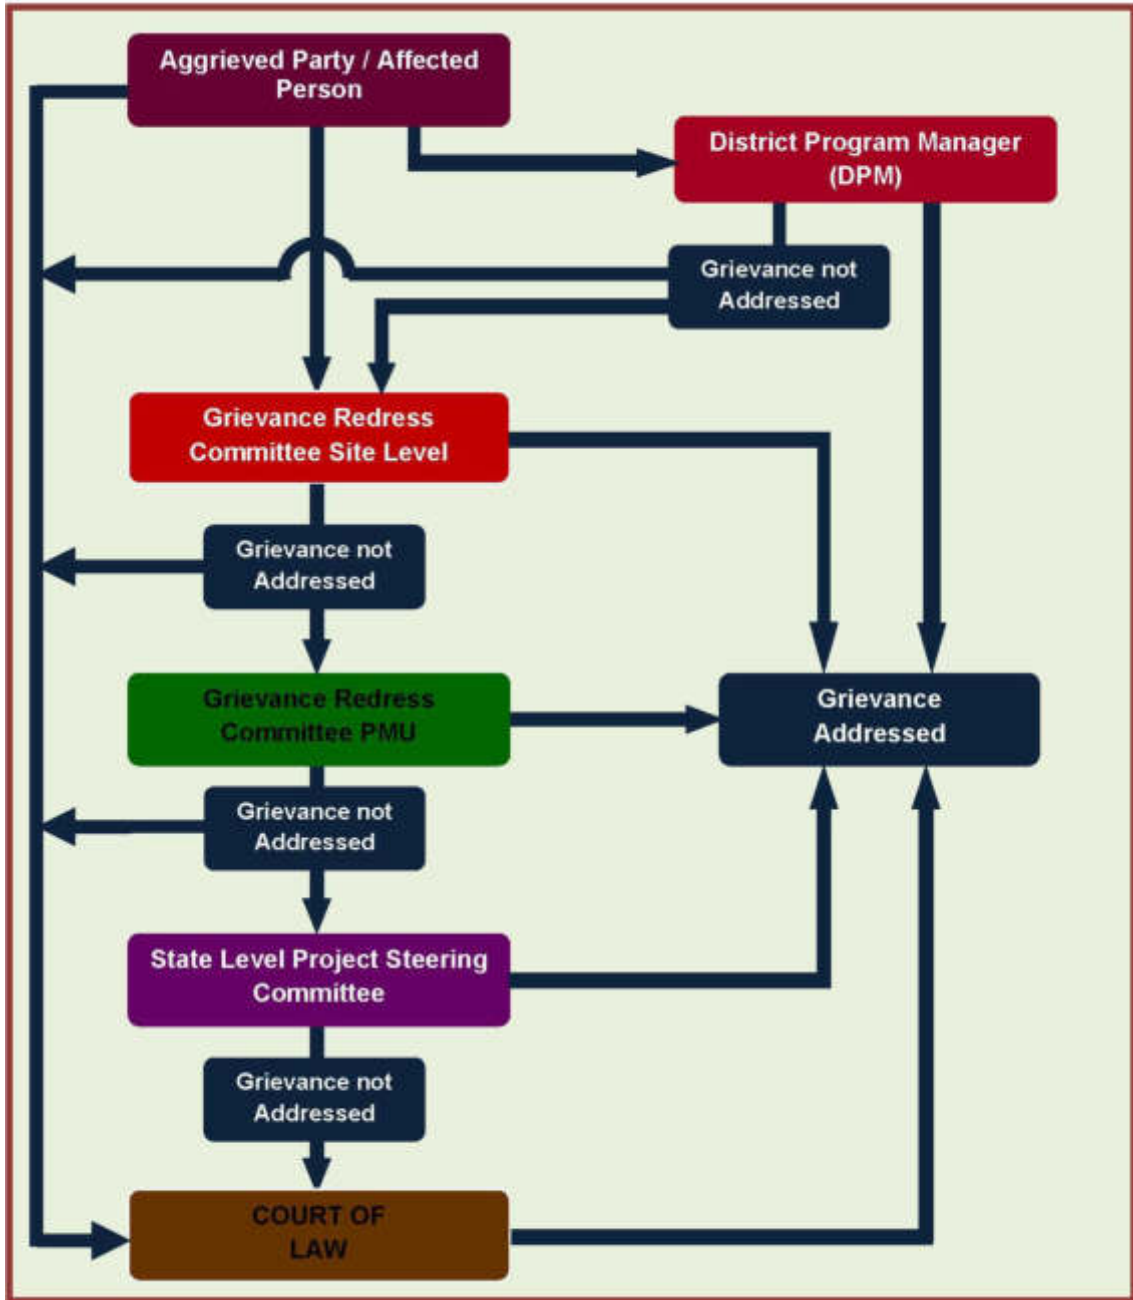 Aggrieved Party / Affected
Person
District Program Manager
(DPM)
Grievance not
Addressed
Grievance Redress
Committee Site Level
Grievance not
Addressed
Grievance Redress
Committee PMU
Grievance
Addressed
Grievance not
Addressed
State Level Project Steering
Committee
Grievance not
Addressed
COURT OF
LAW